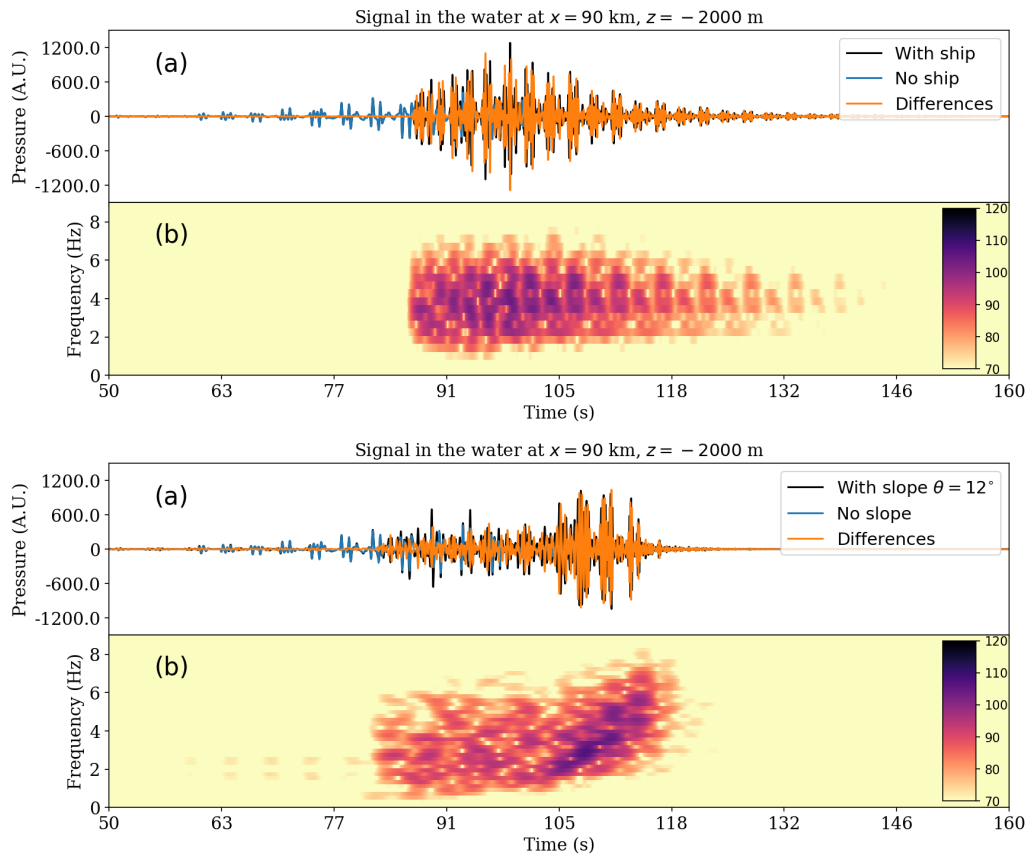 Signal in the water at x = 90 km, z = −2000 m
(a)
With ship
No ship
Differences
Pressure (A.U.)
1200.0
600.0
0
-600.0
-1200.0
(b)
Frequency (Hz)
8
6
4
2
0
120
110
100
90
80
70
50 63 77 91 105 118 132 146 160
Time (s)
Signal in the water at x = 90 km, z = −2000 m
(a)
With slope θ = 12°
No slope
Differences
Pressure (A.U.)
1200.0
600.0
0
-600.0
-1200.0
(b)
Frequency (Hz)
8
6
4
2
0
120
110
100
90
80
70
50 63 77 91 105 118 132 146 160
Time (s)